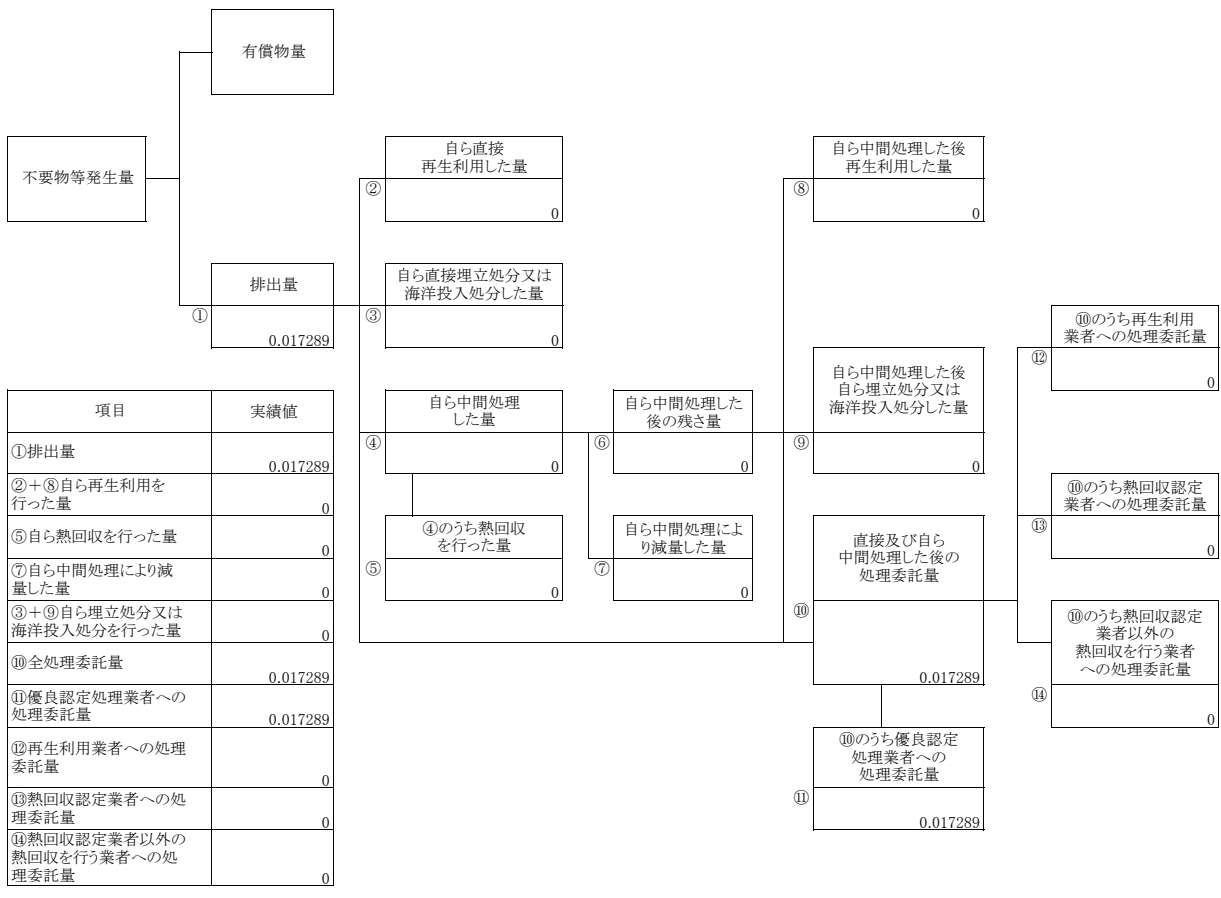 有償物量
不要物等発生量
排出量
①
0.017289
自ら直接
再生利用した量
②
0
自ら直接埋立処分又は
海洋投入処分した量
③
0
自ら中間処理
した量
④
0
④のうち熱回収
を行った量
⑤
0
自ら中間処理した
後の残さ量
⑥
0
自ら中間処理によ
り減量した量
⑦
0
自ら中間処理した後
再生利用した量
⑧
0
自ら中間処理した後
自ら埋立処分又は
海洋投入処分した量
⑨
0
直接及び自ら
中間処理した後の
処理委託量
⑩
0.017289
⑩のうち優良認定
処理業者への
処理委託量
⑪
0.017289
⑩のうち再生利用
業者への処理委託量
⑫
0
⑩のうち熱回収認定
業者への処理委託量
⑬
0
⑩のうち熱回収認定
業者以外の
熱回収を行う業者
への処理委託量
⑭
0
項目 実績値
①排出量
0.017289
②+⑧自ら再生利用を
行った量
0
⑤自ら熱回収を行った量
0
⑦自ら中間処理により減
量した量
0
③+⑨自ら埋立処分又は
海洋投入処分を行った量
0
⑩全処理委託量
0.017289
⑪優良認定処理業者への
処理委託量
0.017289
⑫再生利用業者への処理
委託量
0
⑬熱回収認定業者への処
理委託量
0
⑭熱回収認定業者以外の
熱回収を行う業者への処
理委託量
0